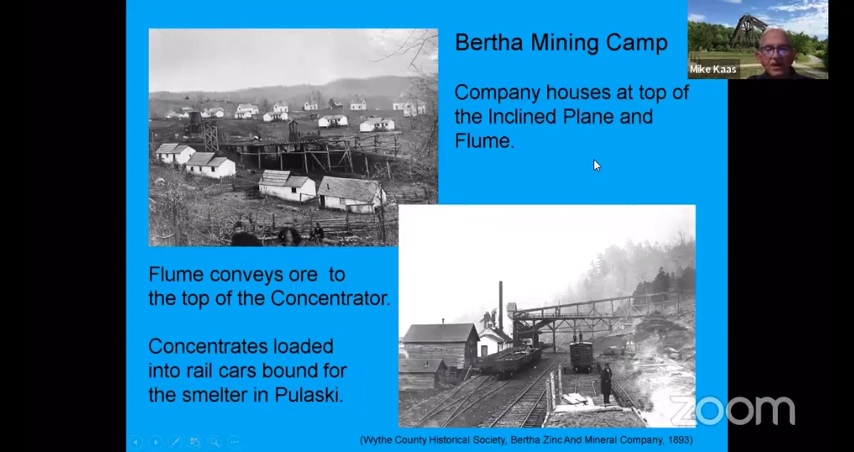 Bertha Mining Camp
Mike Kaas
Company houses at top of
the Inclined Plane and
Flume.
Flume conveys ore to
the top of the Concentrator.
Concentrates loaded
into rail cars bound for
the smelter in Pulaski.
zoom
(Wythe County Historical Society, Bertha Zinc And Mineral Company, 1893)